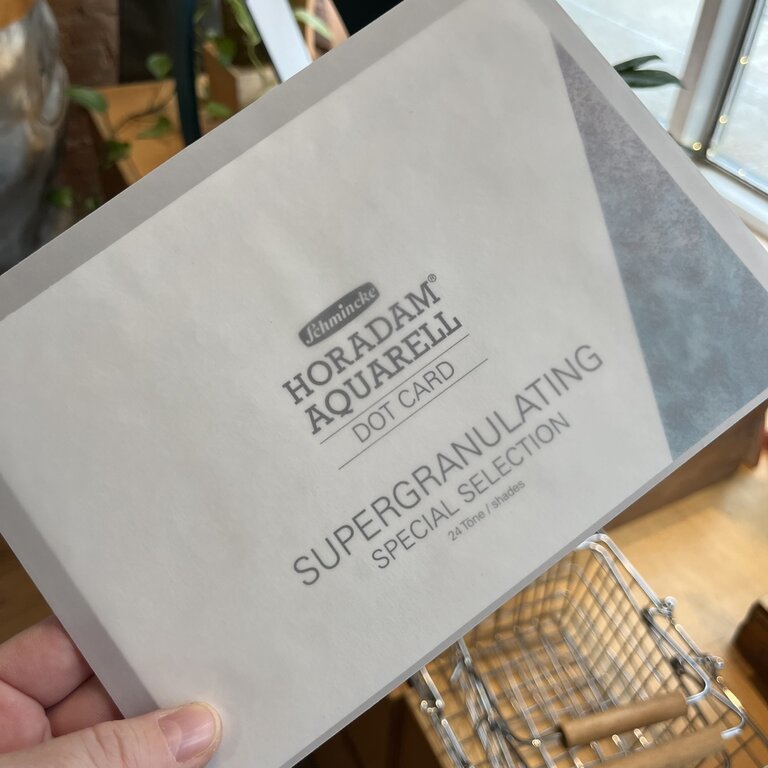 Schmincke
HORADAM®
AQUARELL
DOT CARD
SUPERGRANULATING
SPECIAL SELECTION
24 Töne / shades